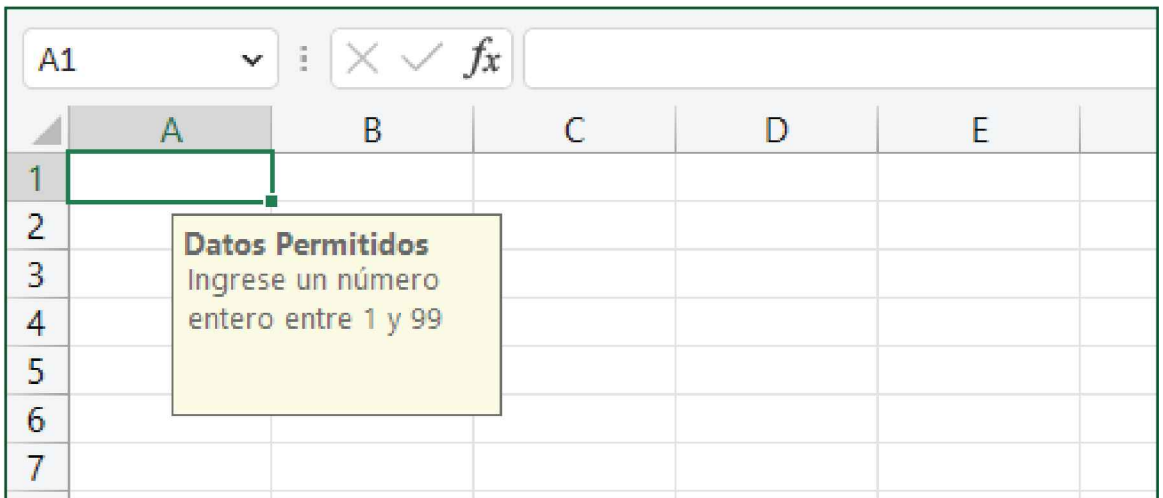 A1 fx
A B C D E
1
2
Datos Permitidos
3
Ingrese un número
4
entero entre 1 y 99
5
6
7